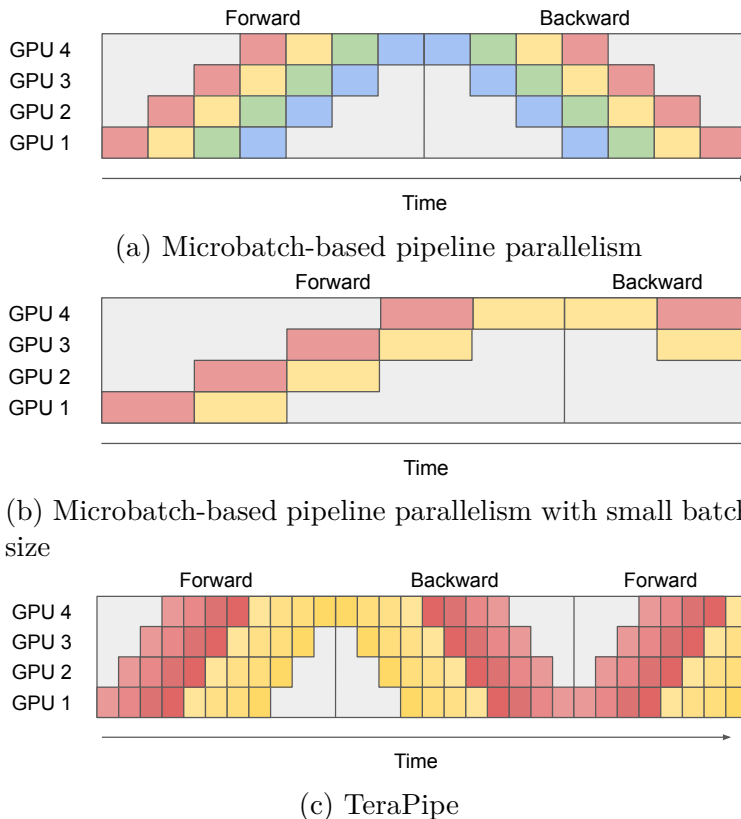 Forward Backward
GPU 4
GPU 3
GPU 2
GPU 1
Time
(a) Microbatch-based pipeline parallelism
Forward Backward
GPU 4
GPU 3
GPU 2
GPU 1
Time
(b) Microbatch-based pipeline parallelism with small batch
size
Forward Backward Forward
GPU 4
GPU 3
GPU 2
GPU 1
Time
(c) TeraPipe